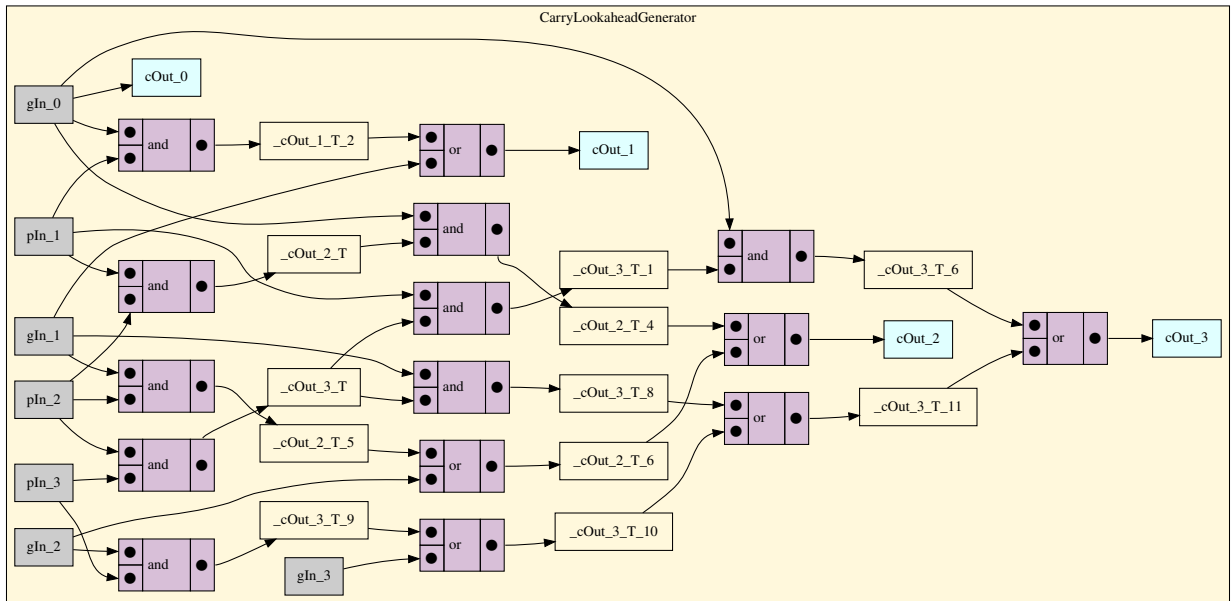 CarryLookaheadGenerator
cOut_0
gIn_0
and
_cOut_1_T_2
or
cOut_1
pIn_1
and
_cOut_2_T
and
_cOut_3_T_1
and
_cOut_3_T_6
gIn_1
and
_cOut_2_T_4
or
cOut_2
or
cOut_3
pIn_2
and
_cOut_3_T
and
_cOut_3_T_8
or
_cOut_3_T_11
and
_cOut_2_T_5
or
_cOut_2_T_6
pIn_3
gIn_2
and
_cOut_3_T_9
or
_cOut_3_T_10
gIn_3